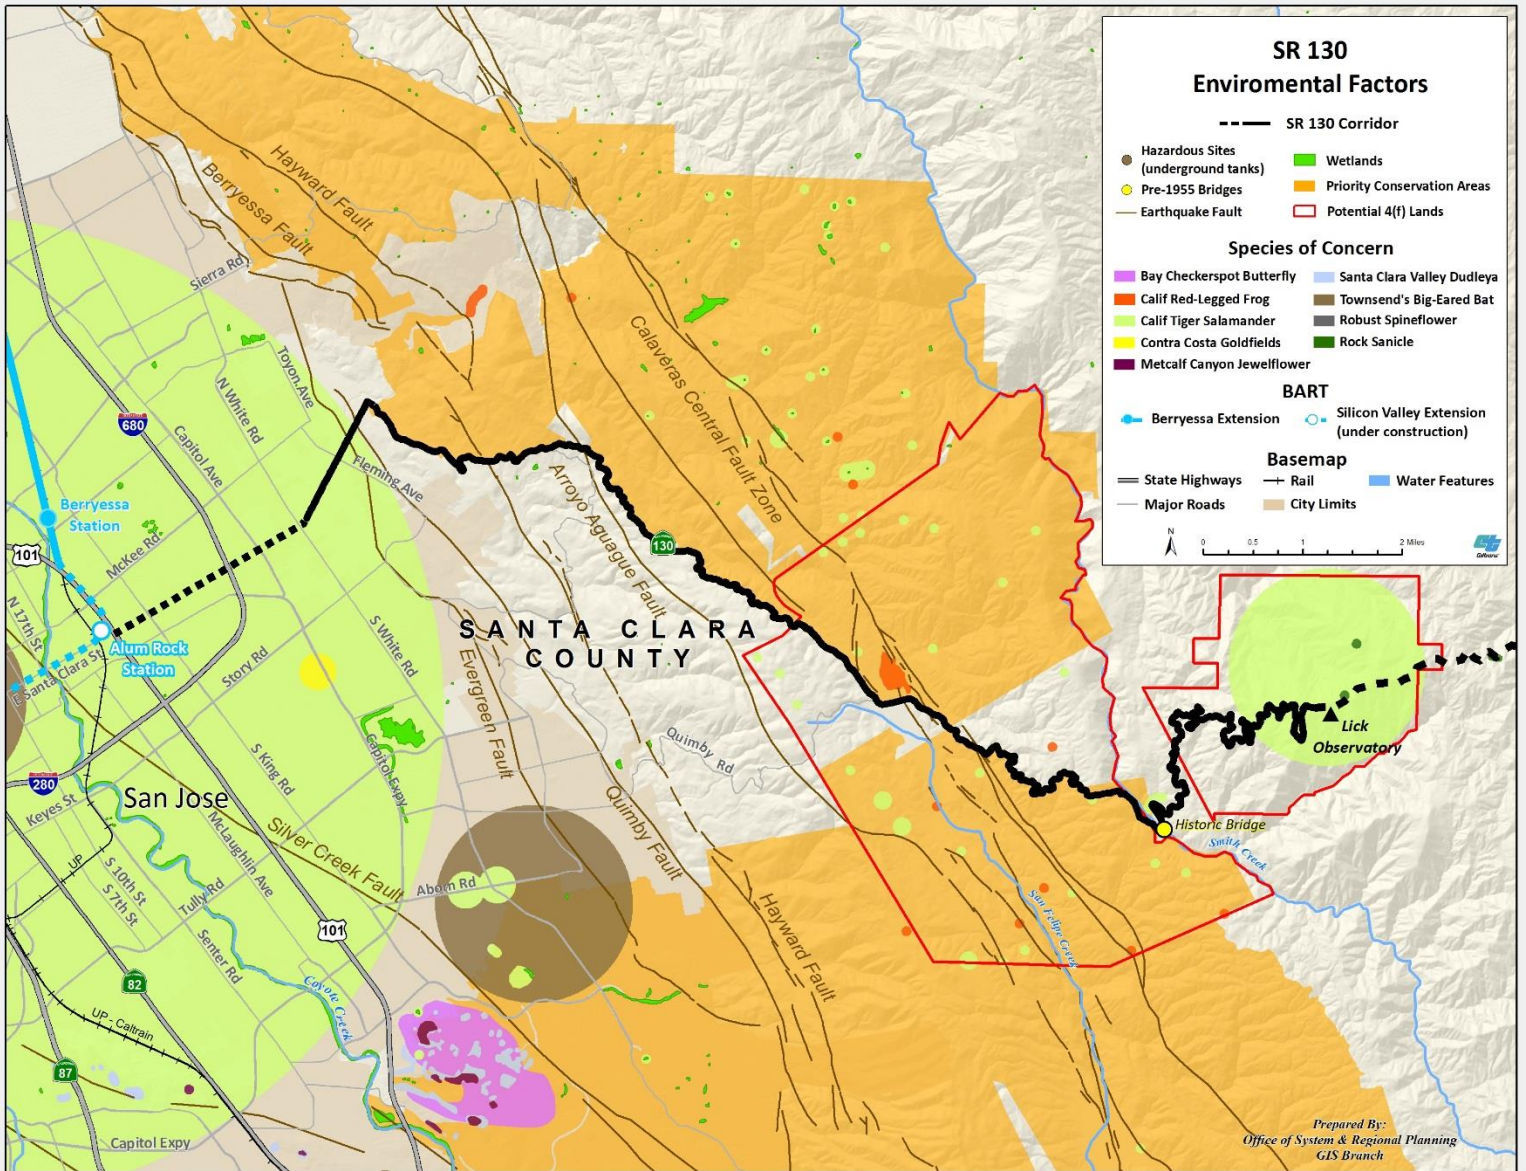 SR 130
Enviromental Factors
SR 130 Corridor
Hazardous Sites
(underground tanks)
Pre-1955 Bridges
Earthquake Fault
Wetlands
Priority Conservation Areas
Potential 4(f) Lands
Species of Concern
Bay Checkerspot Butterfly
Calif Red-Legged Frog
Calif Tiger Salamander
Contra Costa Goldfields
Metcalf Canyon Jewelflower
Santa Clara Valley Dudleya
Townsend's Big-Eared Bat
Robust Spineflower
Rock Sanicle
BART
Berryessa Extension
Silicon Valley Extension
(under construction)
Basemap
State Highways
Major Roads
Rail
City Limits
Water Features
N
0 0.5 1 2 Miles
Caltrans
Hayward Fault
Berryessa Fault
Sierra Rd
Toyon Ave
N White Rd
Capitol Ave
680
Fleming Ave
Calaveras Central Fault Zone
Arroyo Aguague Fault
130
Berryessa
Station
101
McKee Rd
N 17th St
Alum Rock
Station
E Santa Clara St
Story Rd
S White Rd
SANTA CLARA
COUNTY
Evergreen Fault
Quimby Rd
Capitol Expy
280
Keyes St
San Jose
S King Rd
McLaughlin Ave
Silver Creek Fault
Quimby Fault
UP
S 10th St
S 7th St
Tully Rd
Aborn Rd
Senter Rd
101
82
Coyote Creek
UP - Caltrain
87
Capitol Expy
Hayward Fault
San Felipe Creek
Historic Bridge
Smith Creek
Lick
Observatory
Prepared By:
Office of System & Regional Planning
GIS Branch